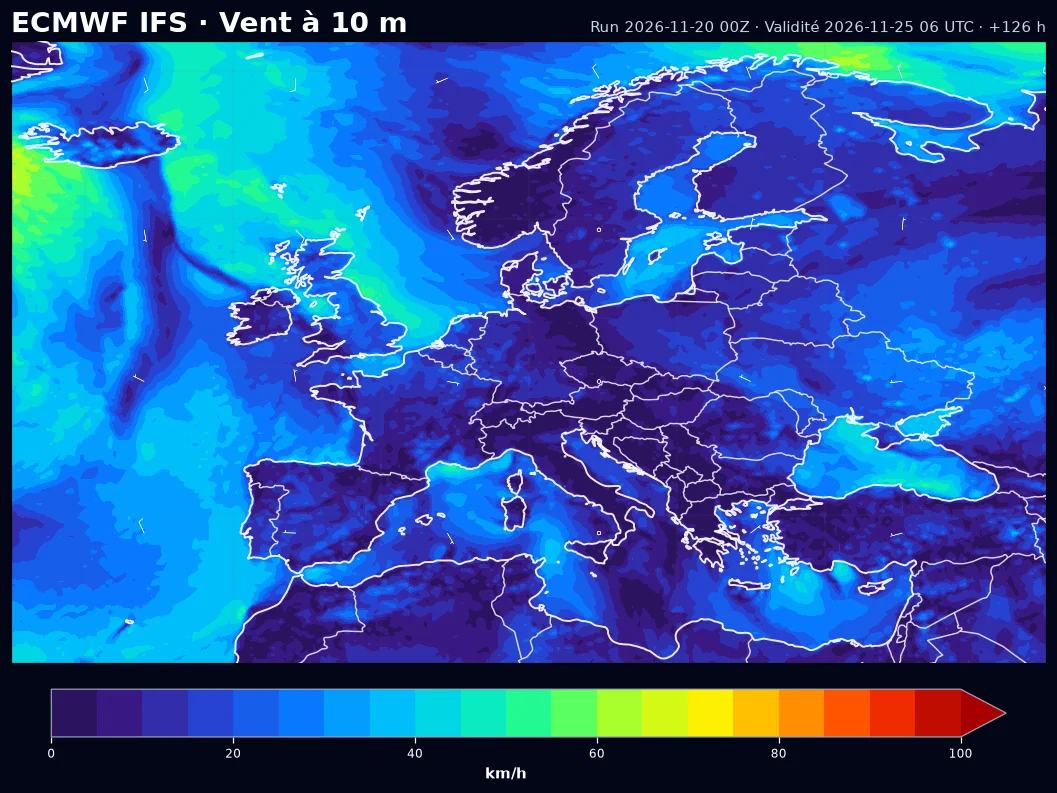 ECMWF IFS · Vent à 10 m
Run 2026-11-20 00Z · Validité 2026-11-25 06 UTC · +126 h
0 20 40 60 80 100
km/h